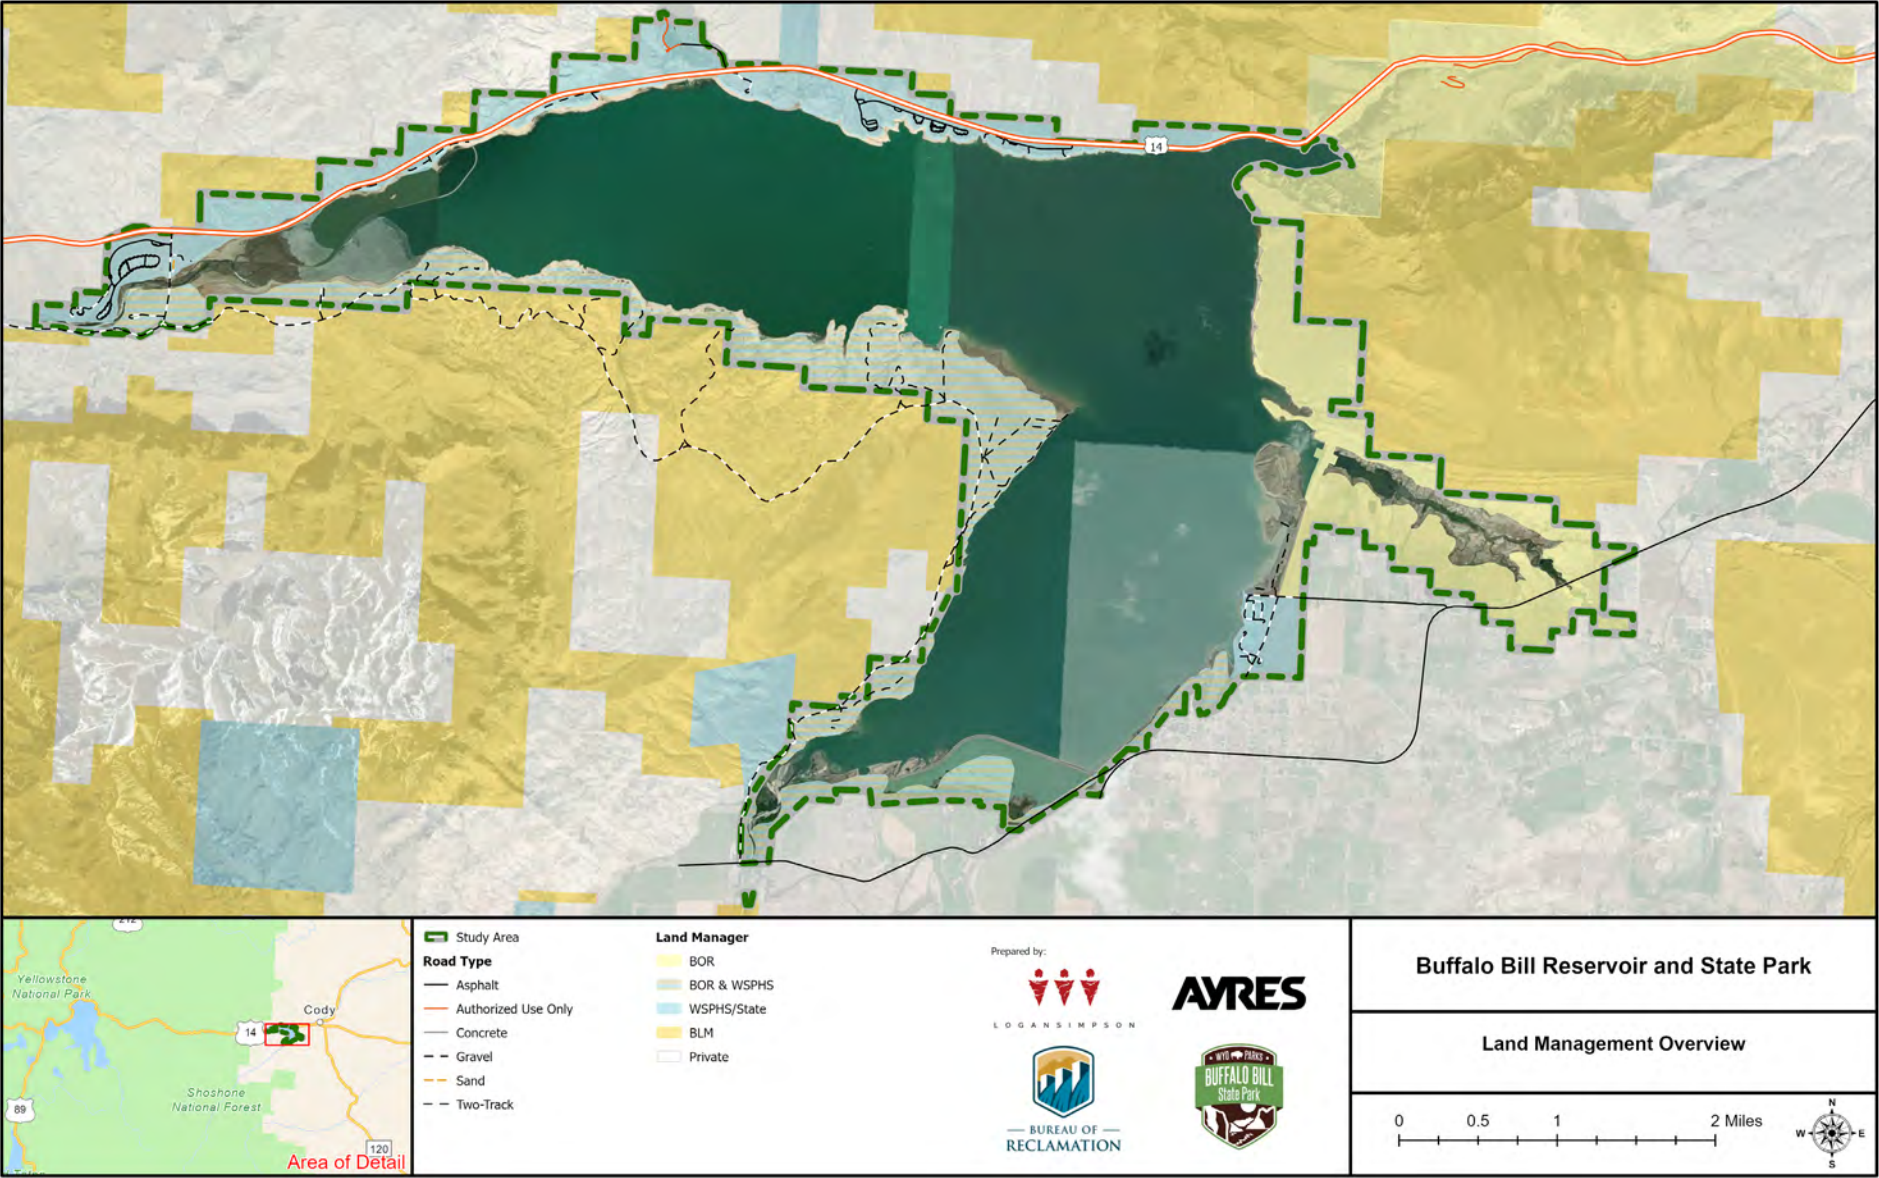 14
212
Yellowstone
National Park
Cody
14
Shoshone
National Forest
89
120
Area of Detail
Study Area
Road Type
Asphalt
Authorized Use Only
Concrete
Gravel
Sand
Two-Track
Land Manager
BOR
BOR & WSPHS
WSPHS/State
BLM
Private
Prepared by:
LOGANSIMPSON
AYRES
BUREAU OF
RECLAMATION
WYO PARKS
BUFFALO BILL
State Park
Buffalo Bill Reservoir and State Park
Land Management Overview
0 0.5 1 2 Miles
N
W E
S